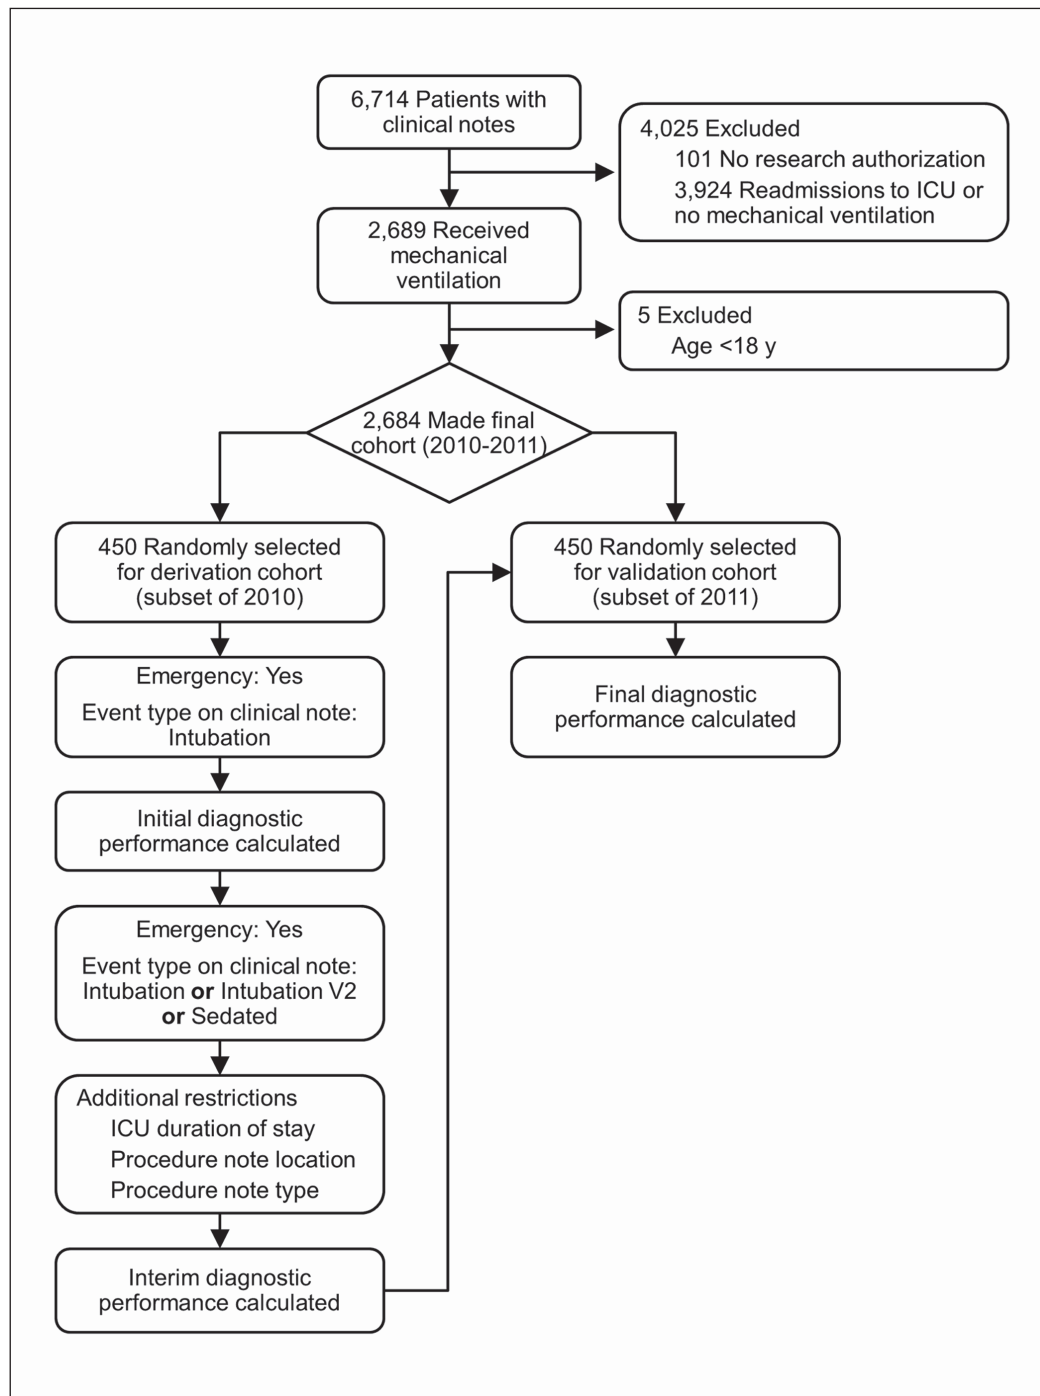 6,714 Patients with
clinical notes
4,025 Excluded
101 No research authorization
3,924 Readmissions to ICU or
no mechanical ventilation
2,689 Received
mechanical
ventilation
5 Excluded
Age <18 y
2,684 Made final
cohort (2010-2011)
450 Randomly selected
for derivation cohort
(subset of 2010)
450 Randomly selected
for validation cohort
(subset of 2011)
Emergency: Yes
Event type on clinical note:
Intubation
Final diagnostic
performance calculated
Initial diagnostic
performance calculated
Emergency: Yes
Event type on clinical note:
Intubation or Intubation V2
or Sedated
Additional restrictions
ICU duration of stay
Procedure note location
Procedure note type
Interim diagnostic
performance calculated